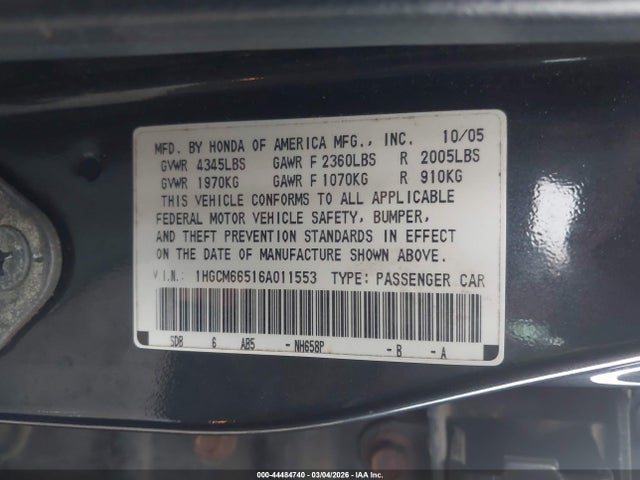 MFD. BY HONDA OF AMERICA MFG., INC. 10/05
GVWR 4345LBS GAWR F 2360LBS R 2005LBS
GVWR 1970KG GAWR F 1070KG R 910KG
THIS VEHICLE CONFORMS TO ALL APPLICABLE
FEDERAL MOTOR VEHICLE SAFETY, BUMPER,
AND THEFT PREVENTION STANDARDS IN EFFECT
ON THE DATE OF MANUFACTURE SHOWN ABOVE.
V.I.N.: 1HGCM66516A011553 TYPE: PASSENGER CAR
SDB 6 AB5 - NH658P - B - A
000-44484740 - 03/04/2026 - IAA Inc.